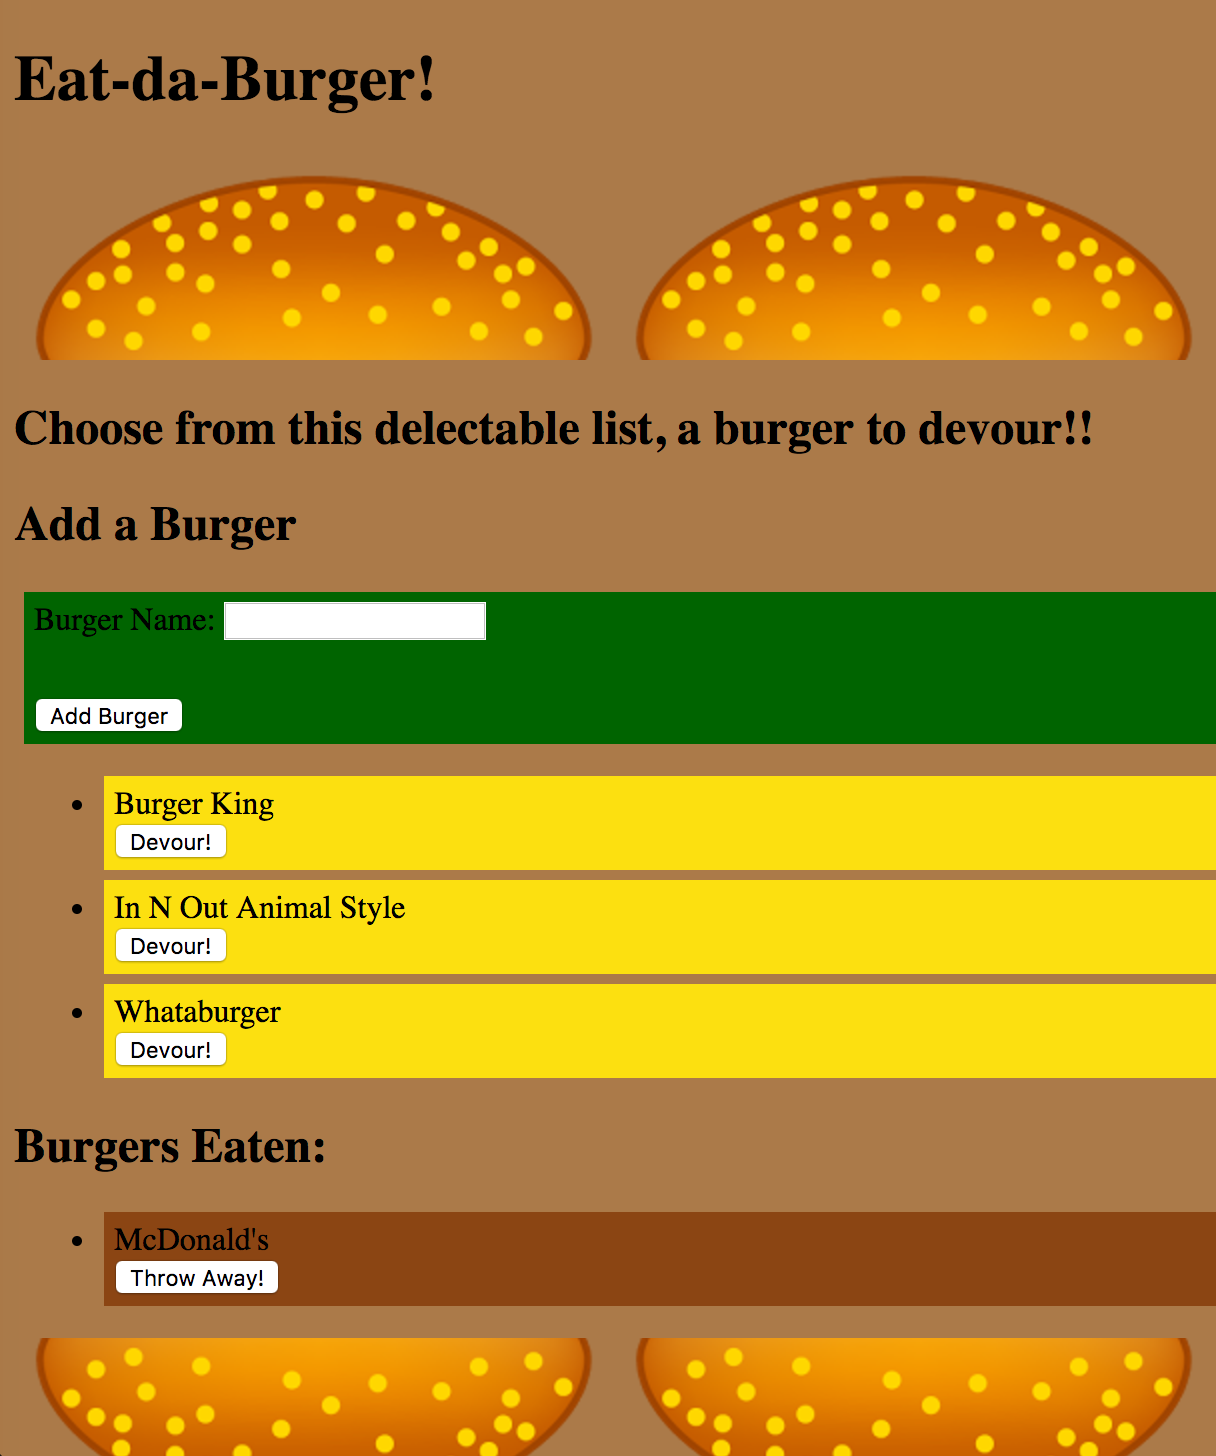 Eat-da-Burger!
Choose from this delectable list, a burger to devour!!
Add a Burger
Burger Name:
Add Burger
Burger King
Devour!
In N Out Animal Style
Devour!
Whataburger
Devour!
Burgers Eaten:
McDonald's
Throw Away!